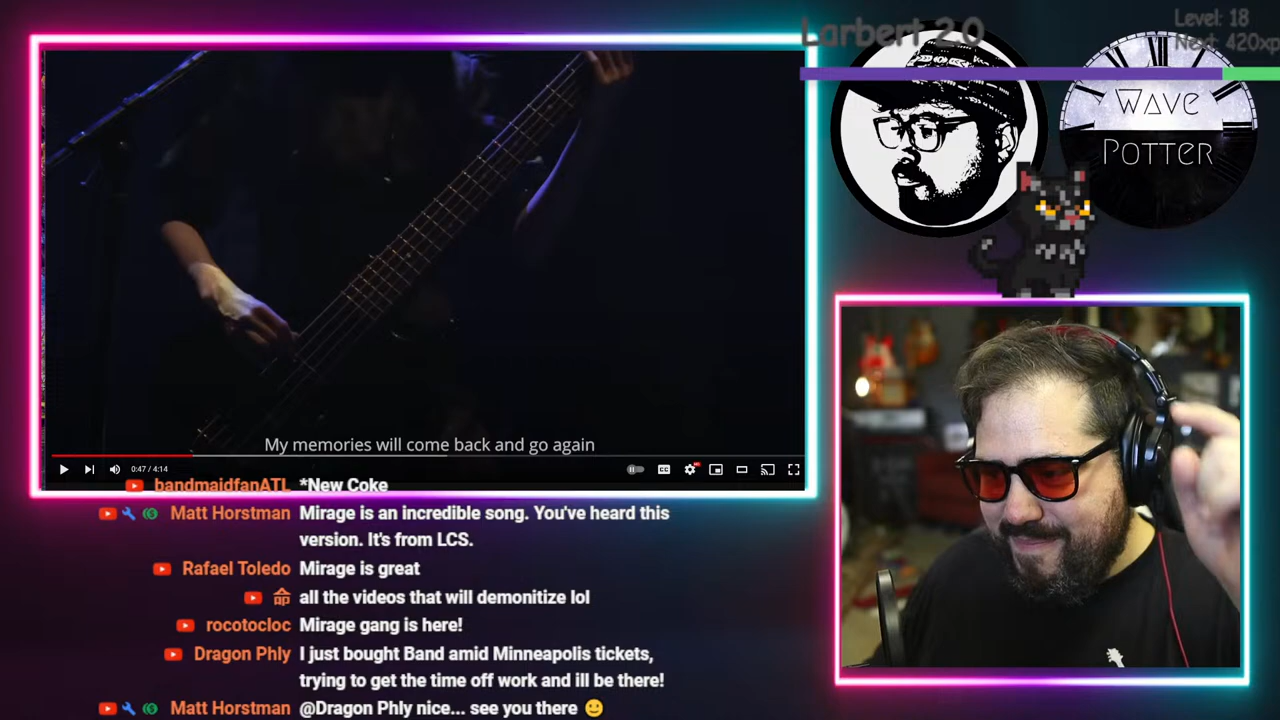 Larbert 2.0
Level: 18
Next: 420xp
WAVE
POTTER
My memories will come back and go again
0:47 / 4:14
CC
bandmaidfanATL *New Coke
Matt Horstman Mirage is an incredible song. You've heard this
version. It's from LCS.
Rafael Toledo Mirage is great
命 all the videos that will demonitize lol
rocotocloc Mirage gang is here!
Dragon Phly I just bought Band amid Minneapolis tickets,
trying to get the time off work and ill be there!
Matt Horstman @Dragon Phly nice... see you there